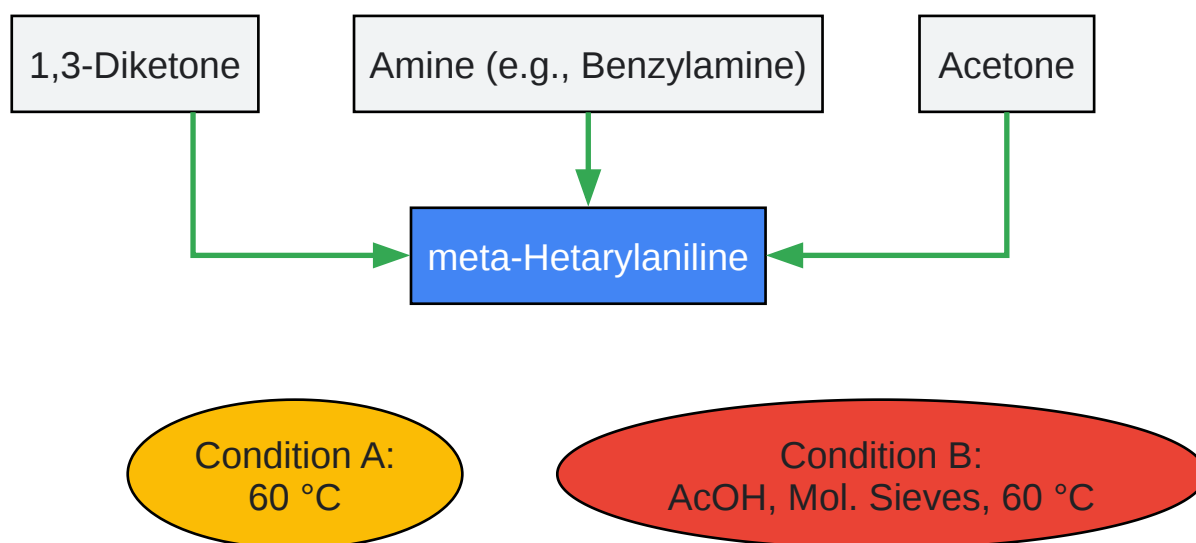 1,3-Diketone
Amine (e.g., Benzylamine)
Acetone
meta-Hetarylaniline
Condition A:
60 °C
Condition B:
AcOH, Mol. Sieves, 60 °C